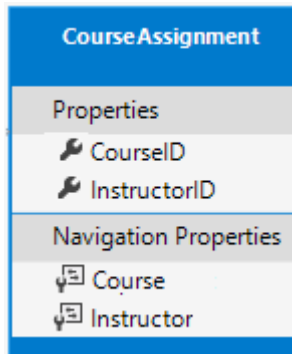 CourseAssignment
Properties
CourseID
InstructorID
Navigation Properties
Course
Instructor